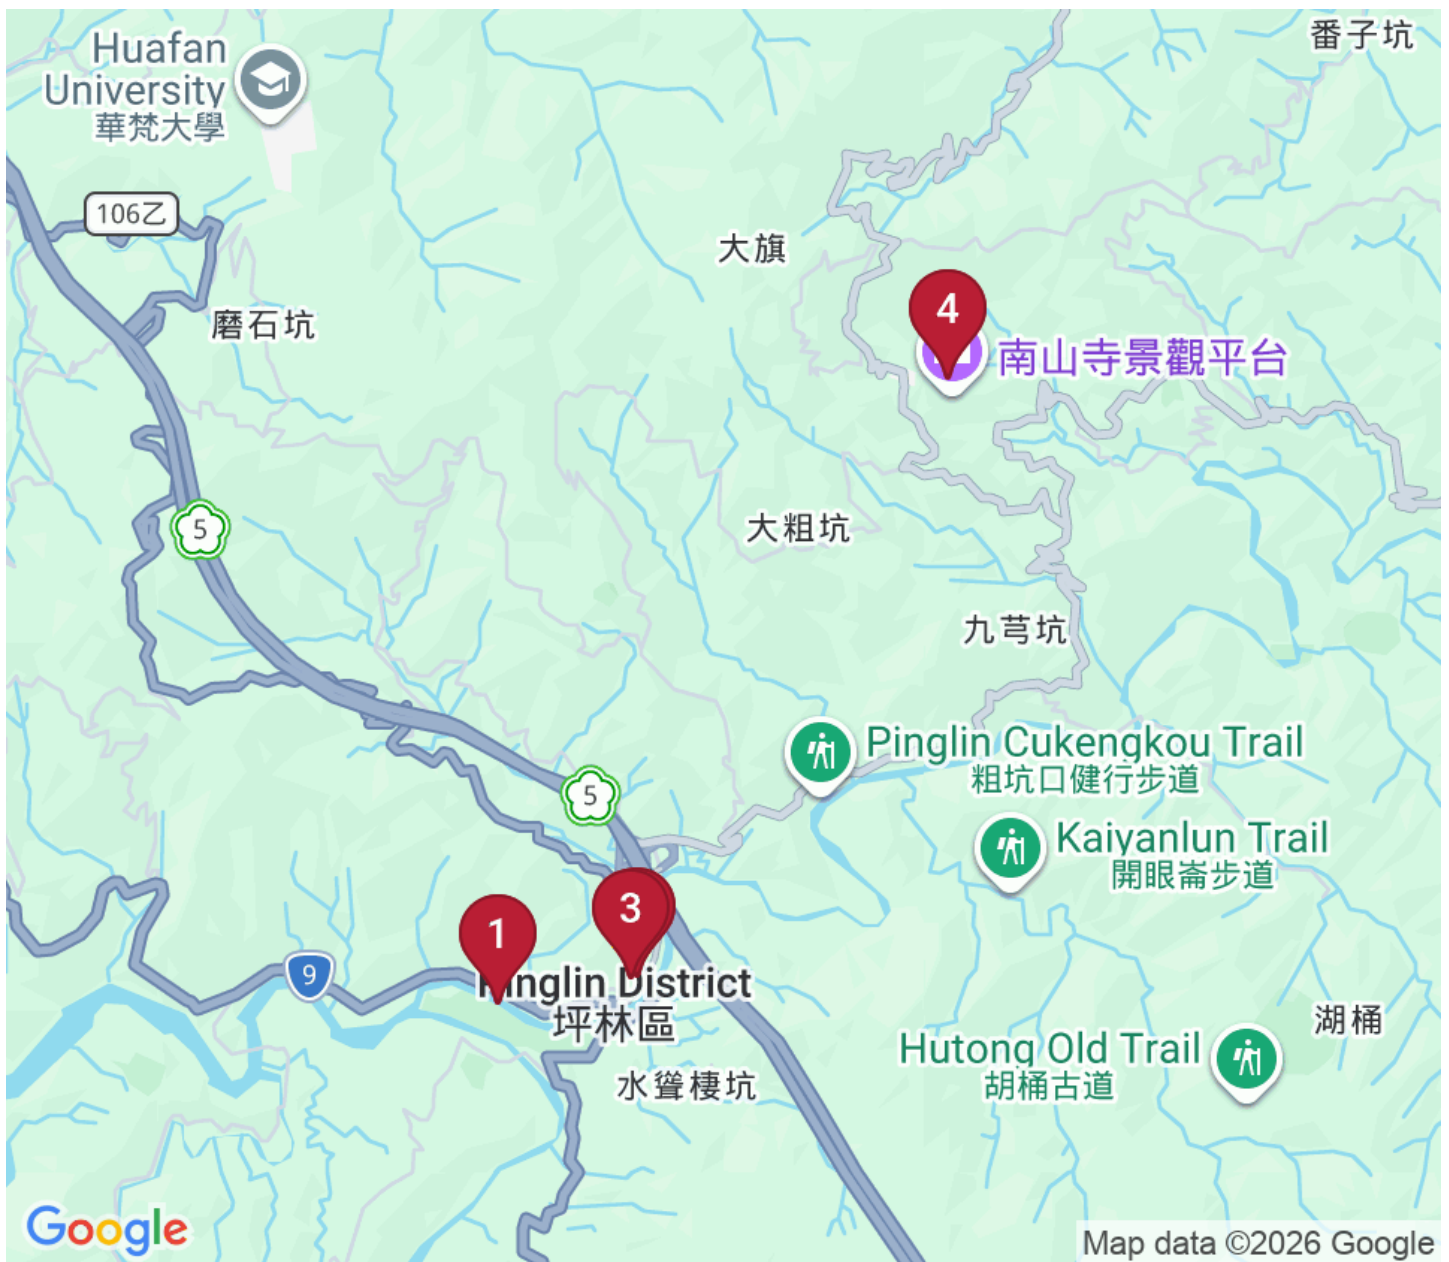 Huafan
University
華梵大學
番子坑
106乙
大旗
磨石坑
4
南山寺景觀平台
5
大粗坑
九芎坑
Pinglin Cukengkou Trail
粗坑口健行步道
5
Kaiyanlun Trail
開眼崙步道
3
1
9
Pinglin District
坪林區
湖桶
Hutong Old Trail
胡桶古道
水聳棲坑
Google
Map data ©2026 Google